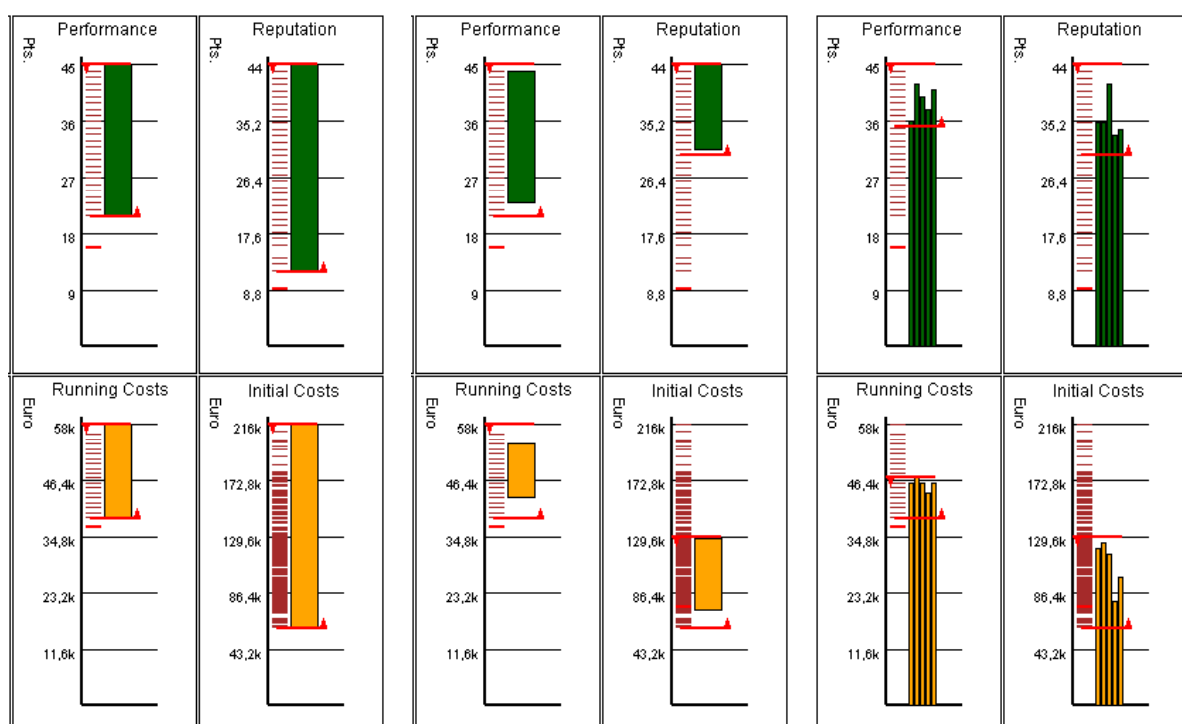 Performance
Pts.
45
36
27
18
9
Reputation
44
35,2
26,4
17,6
8,8
Running Costs
Euro
58k
46,4k
34,8k
23,2k
11,6k
Initial Costs
216k
172,8k
129,6k
86,4k
43,2k
Performance
Pts.
45
36
27
18
9
Reputation
44
35,2
26,4
17,6
8,8
Running Costs
Euro
58k
46,4k
34,8k
23,2k
11,6k
Initial Costs
216k
172,8k
129,6k
86,4k
43,2k
Performance
Pts.
45
36
27
18
9
Reputation
44
35,2
26,4
17,6
8,8
Running Costs
Euro
58k
46,4k
34,8k
23,2k
11,6k
Initial Costs
216k
172,8k
129,6k
86,4k
43,2k